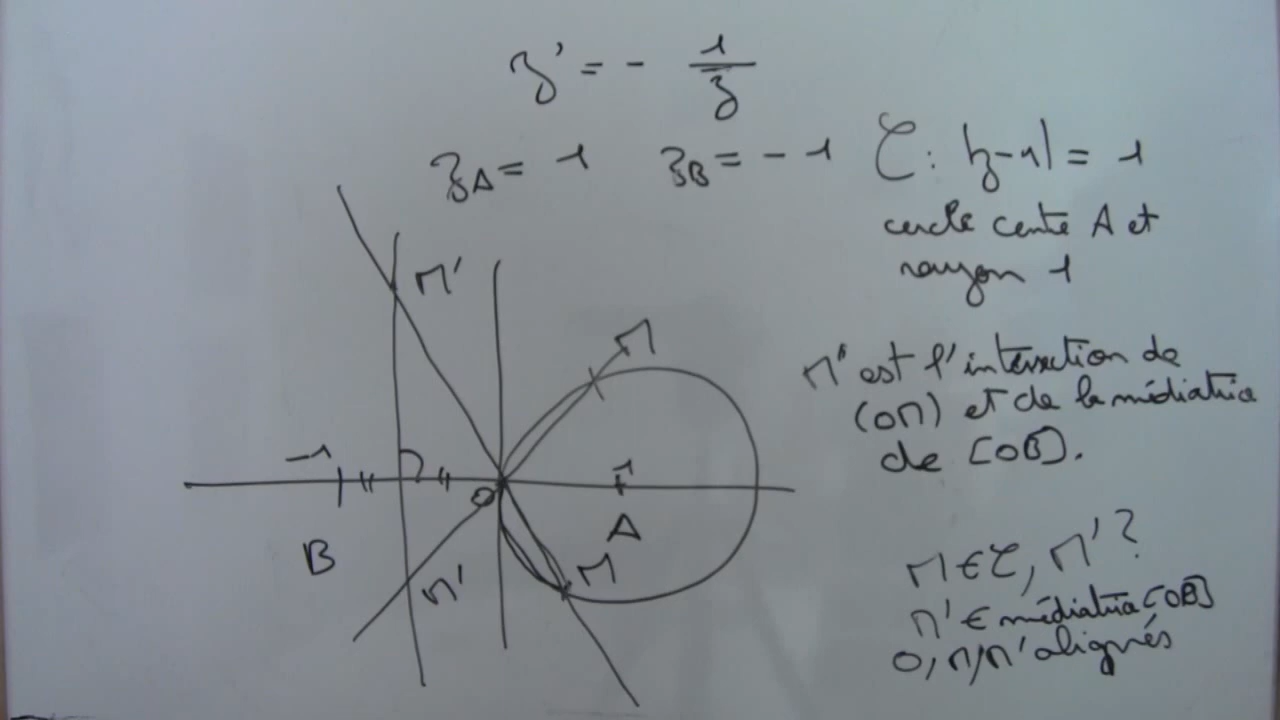 z' = - 1/z̄
z_A = 1 z_B = -1 C : |z-1| = 1
cercle cente A et
rayon 1
M' est l'intersection de
(OM) et de la médiatrice
de [OB].
M'
M
-1
O
1
A
B
M'
M
M ∈ C, M' ?
M' ∈ médiatrice [OB]
O, M, M' alignés